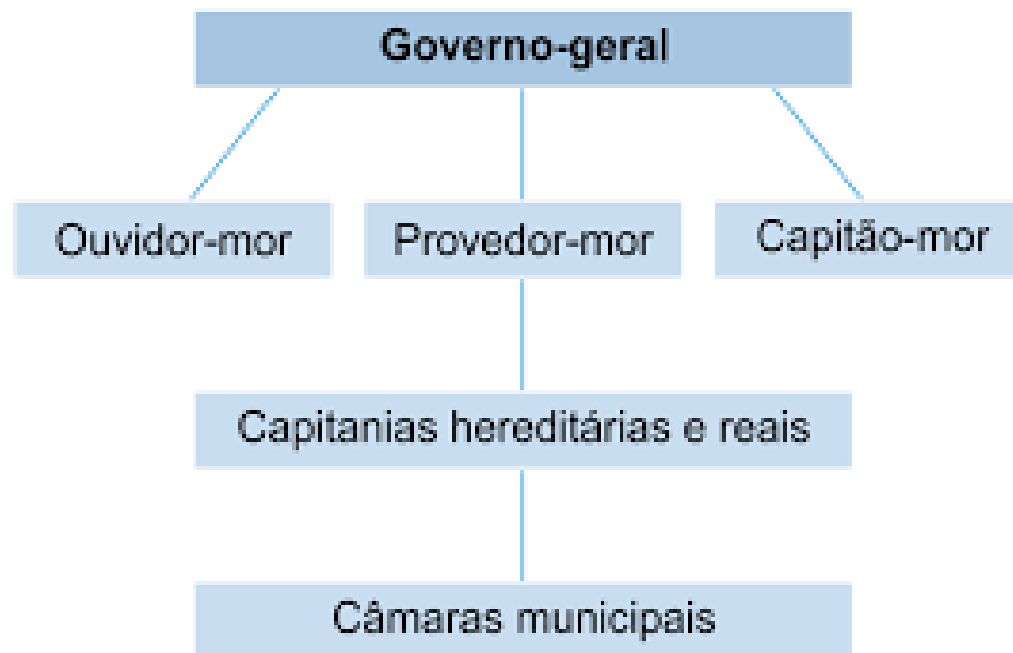 Governo-geral
Ouvidor-mor
Provedor-mor
Capitão-mor
Capitanias hereditárias e reais
Câmaras municipais